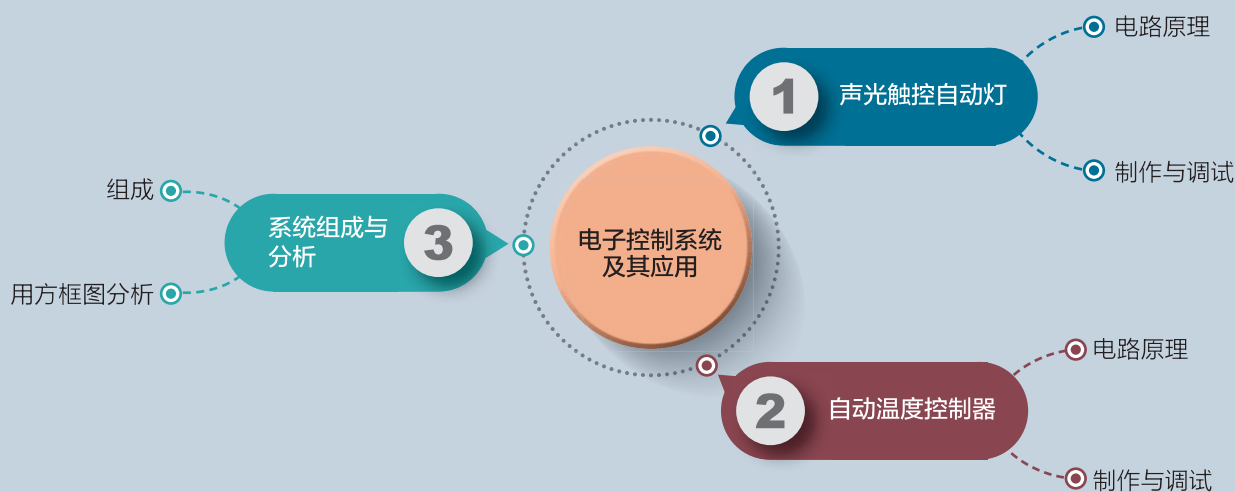 电子控制系统
及其应用
1
声光触控自动灯
电路原理
制作与调试
2
自动温度控制器
电路原理
制作与调试
3
系统组成与
分析
组成
用方框图分析